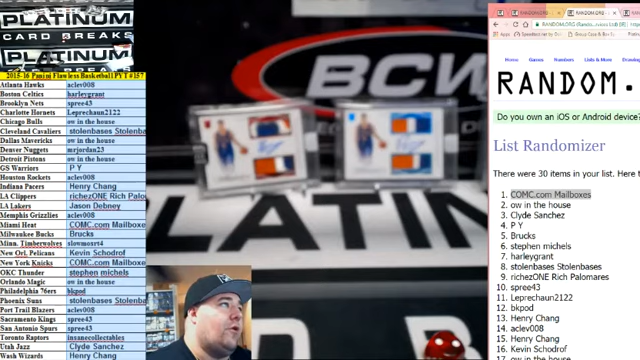 PLATINUM
CARD BREAKS
PLATINUM
2015-16 Panini Flawless Basketball PYT #157
Atlanta Hawks aclev008
Boston Celtics harleygrant
Brooklyn Nets spree43
Charlotte Hornets Leprechaun2122
Chicago Bulls ow in the house
Cleveland Cavaliers stolenbases Stolenba
Dallas Mavericks ow in the house
Denver Nuggets mrjordan23
Detroit Pistons ow in the house
GS Warriors P Y
Houston Rockets aclev008
Indiana Pacers Henry Chang
LA Clippers richezONE Rich Palo
LA Lakers Jason Debney
Memphis Grizzlies aclev008
Miami Heat COMC.com Mailboxe
Milwaukee Bucks Brucks
Minn. Timberwolves slowmosrt4
New Orl. Pelicans Kevin Schodrof
New York Knicks COMC.com Mailboxe
OKC Thunder stephen michels
Orlando Magic ow in the house
Philadelphia 76ers bkpod
Phoenix Suns stolenbases Stolenba
Port Trail Blazers aclev008
Sacramento Kings spree43
San Antonio Spurs spree43
Toronto Raptors insanecollectables
Utah Jazz Clyde Sanchez
Wash Wizards Henry Chang
BCW
PLATIN
RANDOM.ORG
Home Games Numbers Lists & More Drawings
RANDOM.
Do you own an iOS or Android device?
List Randomizer
There were 30 items in your list. Here t
1. COMC.com Mailboxes
2. ow in the house
3. Clyde Sanchez
4. P Y
5. Brucks
6. stephen michels
7. harleygrant
8. stolenbases Stolenbases
9. richezONE Rich Palomares
10. spree43
11. Leprechaun2122
12. bkpod
13. Henry Chang
14. aclev008
15. Henry Chang
16. Kevin Schodrof
17. ow in the house